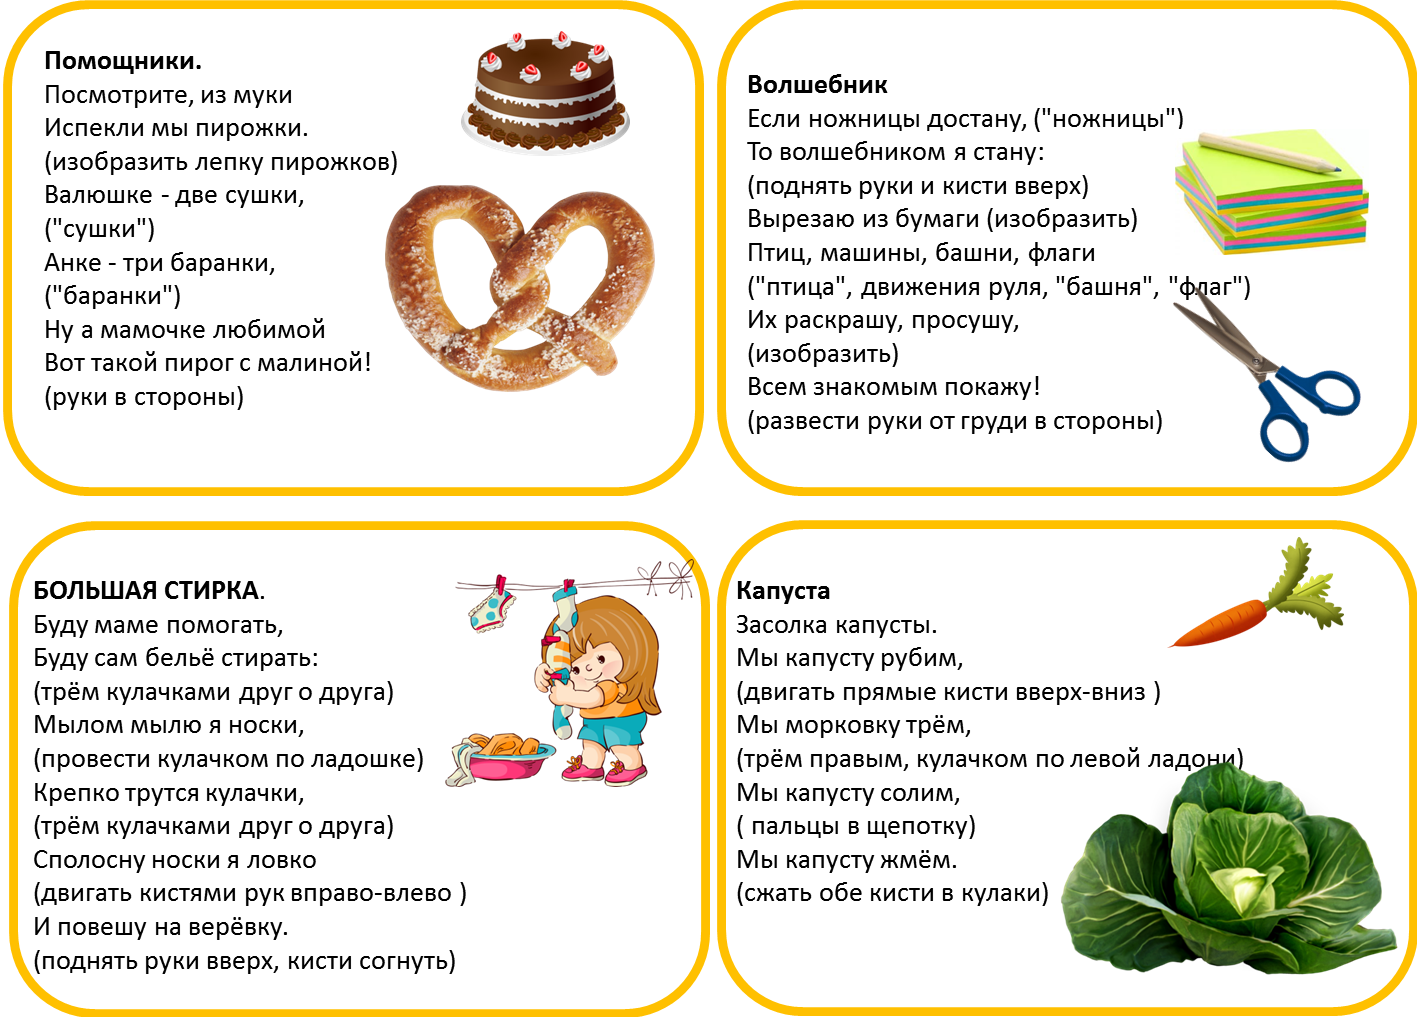 Помощники.
Посмотрите, из муки
Испекли мы пирожки.
(изобразить лепку пирожков)
Валюшке - две сушки,
("сушки")
Анке - три баранки,
("баранки")
Ну а мамочке любимой
Вот такой пирог с малиной!
(руки в стороны)
Волшебник
Если ножницы достану, ("ножницы")
То волшебником я стану:
(поднять руки и кисти вверх)
Вырезаю из бумаги (изобразить)
Птиц, машины, башни, флаги
("птица", движения руля, "башня", "флаг")
Их раскрашу, просушу,
(изобразить)
Всем знакомым покажу!
(развести руки от груди в стороны)
БОЛЬШАЯ СТИРКА.
Буду маме помогать,
Буду сам бельё стирать:
(трём кулачками друг о друга)
Мылом мылю я носки,
(провести кулачком по ладошке)
Крепко трутся кулачки,
(трём кулачками друг о друга)
Сполосну носки я ловко
(двигать кистями рук вправо-влево )
И повешу на верёвку.
(поднять руки вверх, кисти согнуть)
Капуста
Засолка капусты.
Мы капусту рубим,
(двигать прямые кисти вверх-вниз )
Мы морковку трём,
(трём правым, кулачком по левой ладони)
Мы капусту солим,
( пальцы в щепотку)
Мы капусту жмём.
(сжать обе кисти в кулаки)